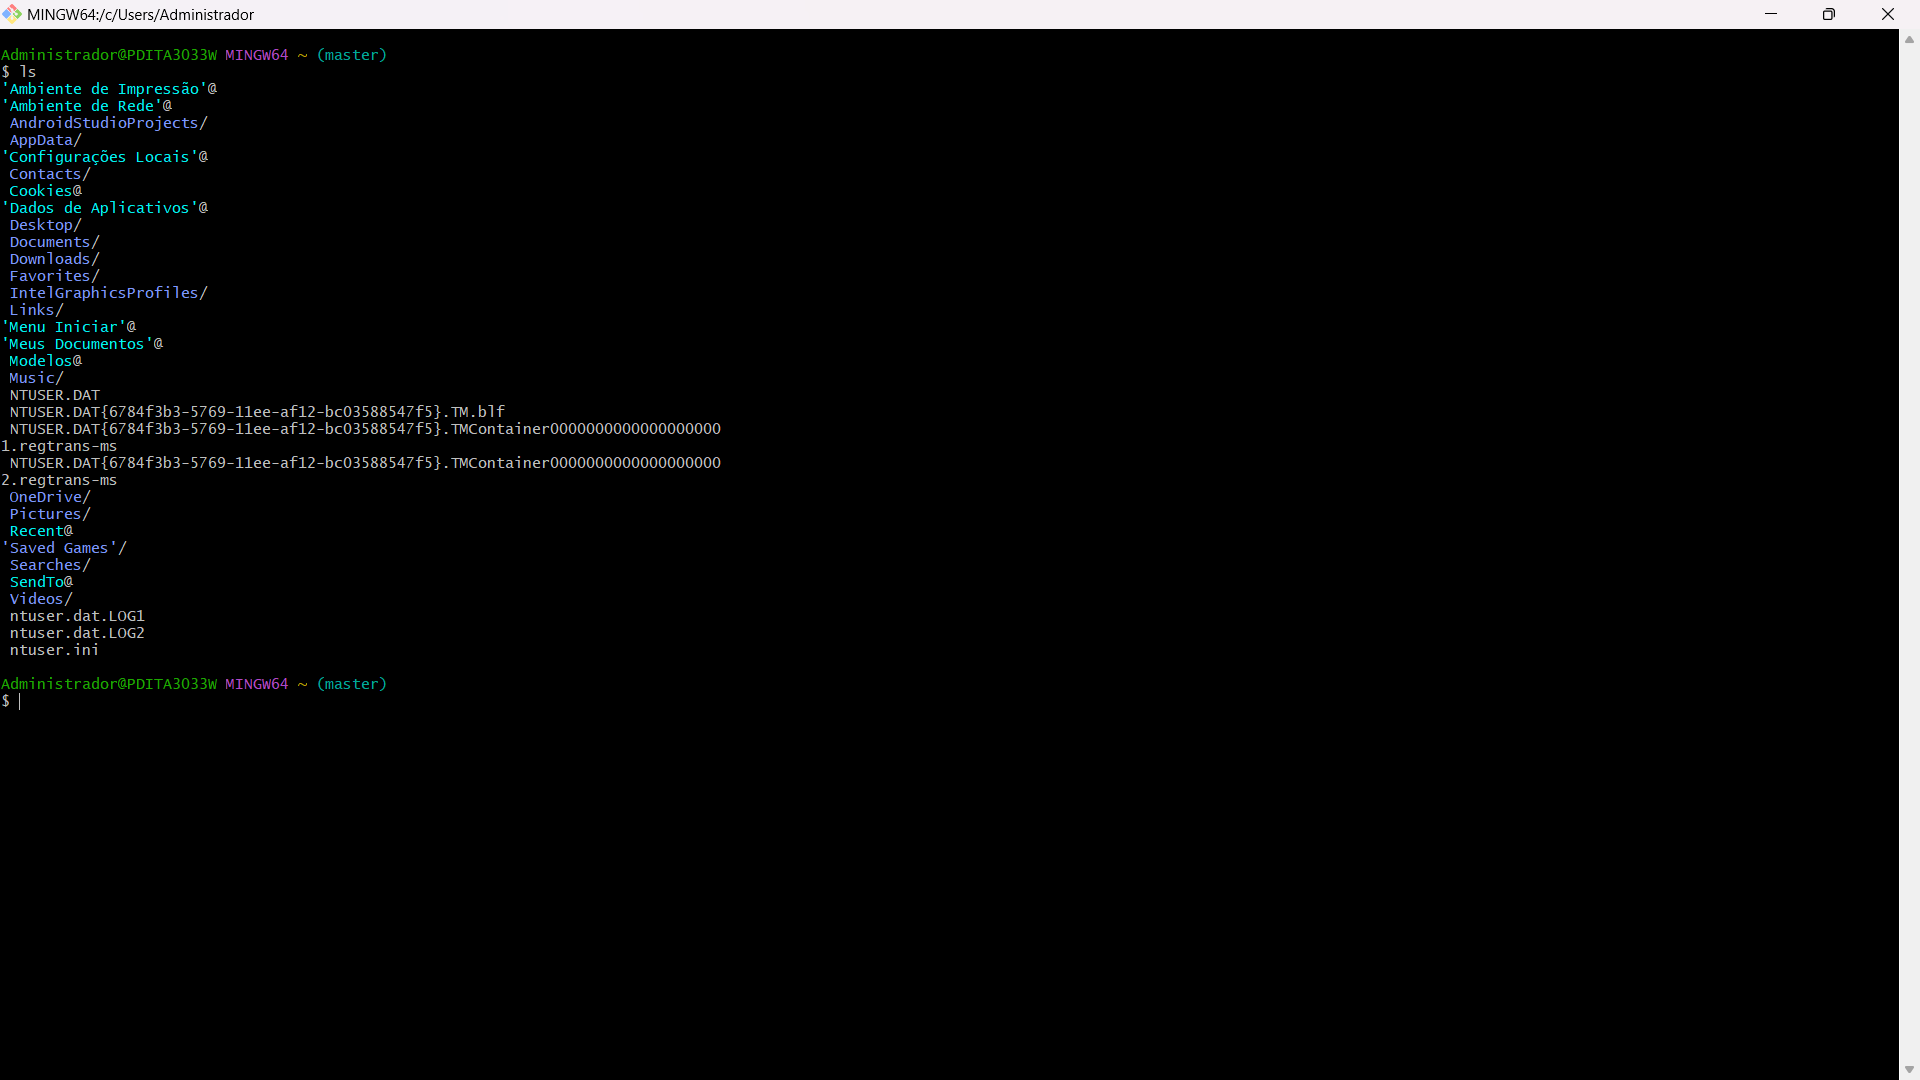 MINGW64:/c/Users/Administrador
Administrador@PDITA3033W MINGW64 ~ (master)
$ ls
'Ambiente de Impressão'@
'Ambiente de Rede'@
AndroidStudioProjects/
AppData/
'Configurações Locais'@
Contacts/
Cookies@
'Dados de Aplicativos'@
Desktop/
Documents/
Downloads/
Favorites/
IntelGraphicsProfiles/
Links/
'Menu Iniciar'@
'Meus Documentos'@
Modelos@
Music/
NTUSER.DAT
NTUSER.DAT{6784f3b3-5769-11ee-af12-bc03588547f5}.TM.blf
NTUSER.DAT{6784f3b3-5769-11ee-af12-bc03588547f5}.TMContainer0000000000000000000
1.regtrans-ms
NTUSER.DAT{6784f3b3-5769-11ee-af12-bc03588547f5}.TMContainer0000000000000000000
2.regtrans-ms
OneDrive/
Pictures/
Recent@
'Saved Games'/
Searches/
SendTo@
Videos/
ntuser.dat.LOG1
ntuser.dat.LOG2
ntuser.ini
Administrador@PDITA3033W MINGW64 ~ (master)
$